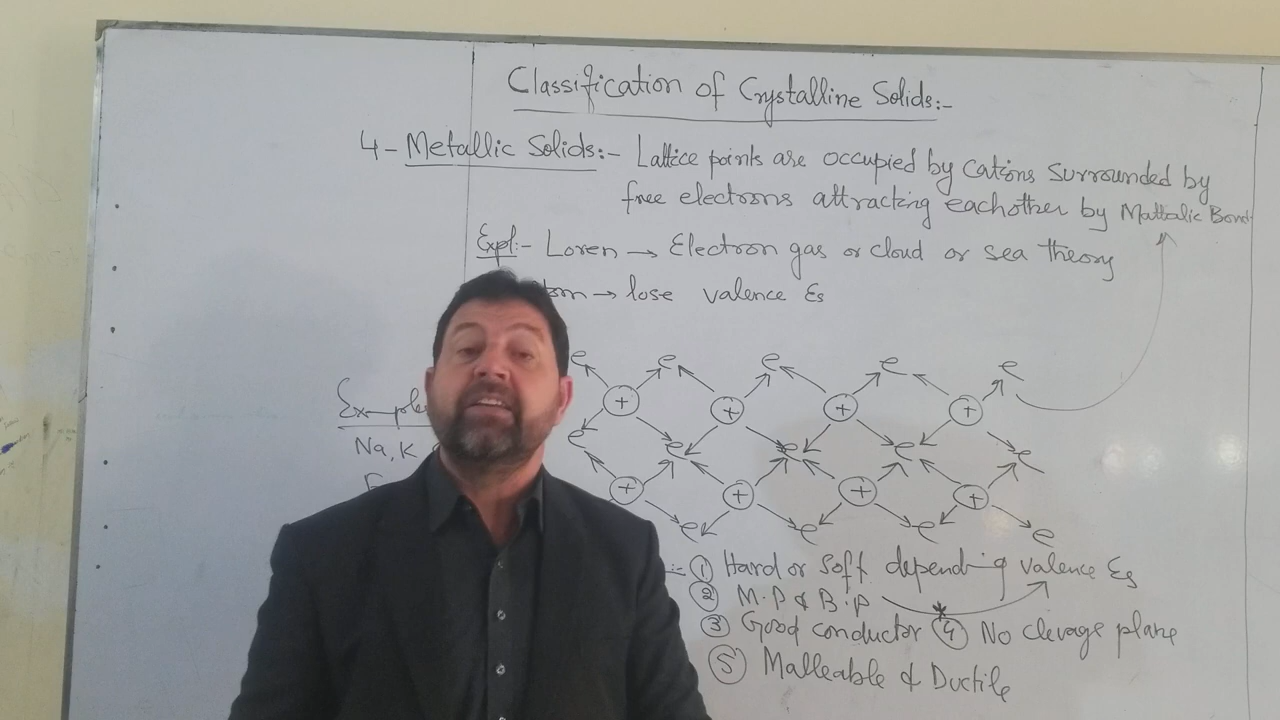 Classification of Crystalline Solids:-
4- Metallic Solids:- Lattice points are occupied by Cations Surrounded by
free electrons attracting eachother by Mattalic Bond
Expl:- Loren → Electron gas or cloud or sea theory
→ lose valence Es
e e e e e
+ + + +
Example
e e e e e
Na, K
+ + + +
e e e e
:- ① Hard or Soft depending valence Es
② M.P & B.P
③ Good conductor ④ No clevage plane
⑤ Malleable & Ductile